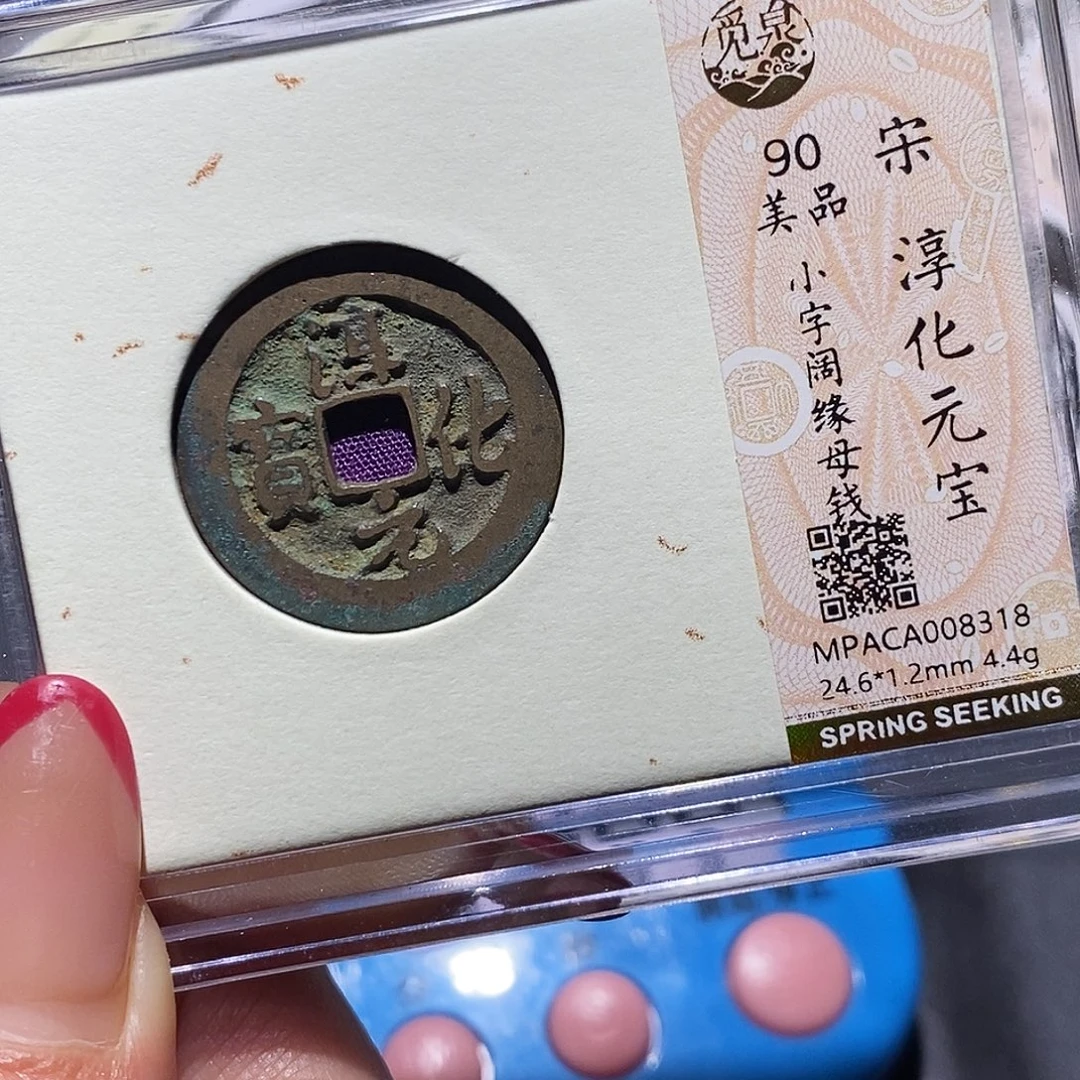 觅泉
宋 淳化元宝
90
美品
小字阔缘母钱
MPACA008318
24.6*1.2mm 4.4g
SPRING SEEKING
淳化元寶